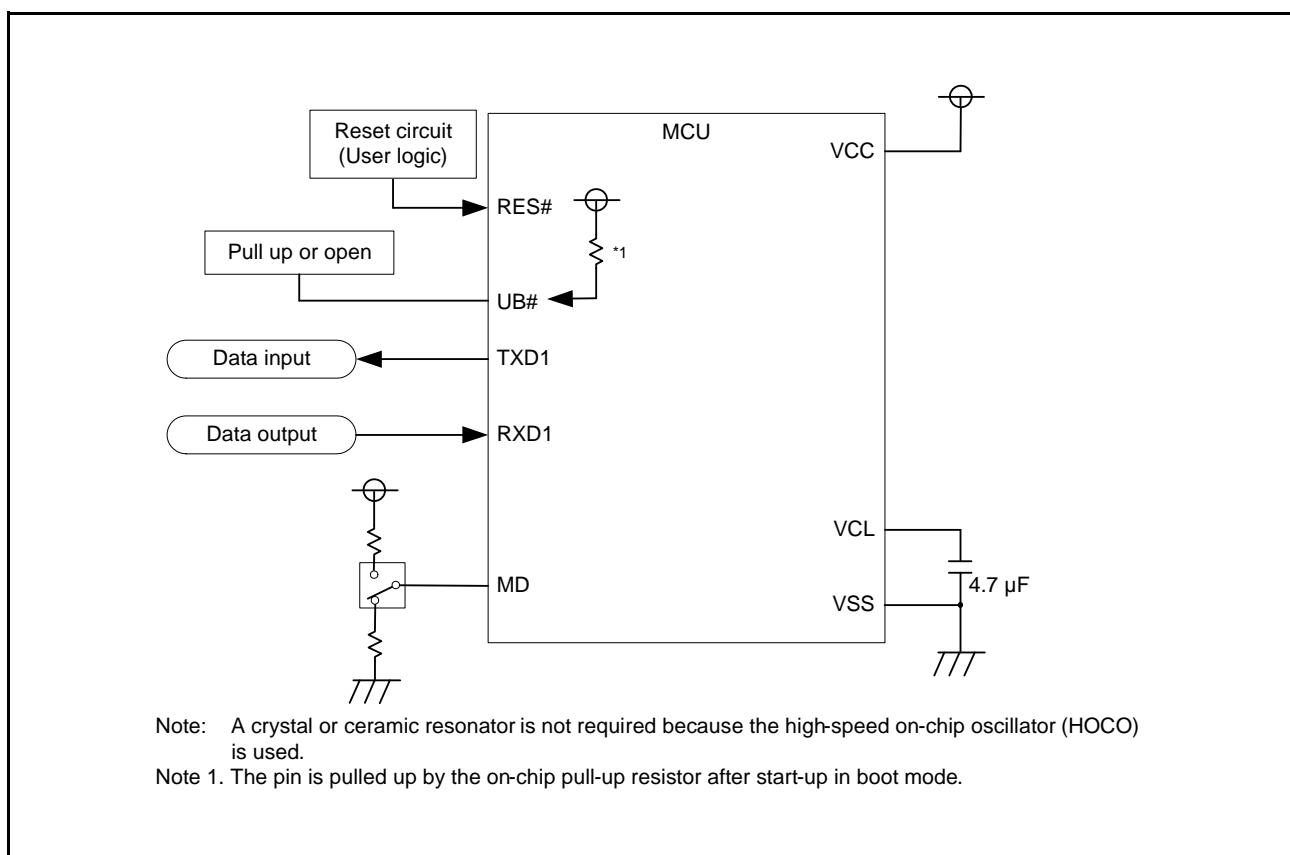 Reset circuit
(User logic)
MCU
VCC
RES#
*1
Pull up or open
UB#
Data input
TXD1
Data output
RXD1
VCL
MD
4.7 µF
VSS
Note: A crystal or ceramic resonator is not required because the high-speed on-chip oscillator (HOCO)
is used.
Note 1. The pin is pulled up by the on-chip pull-up resistor after start-up in boot mode.